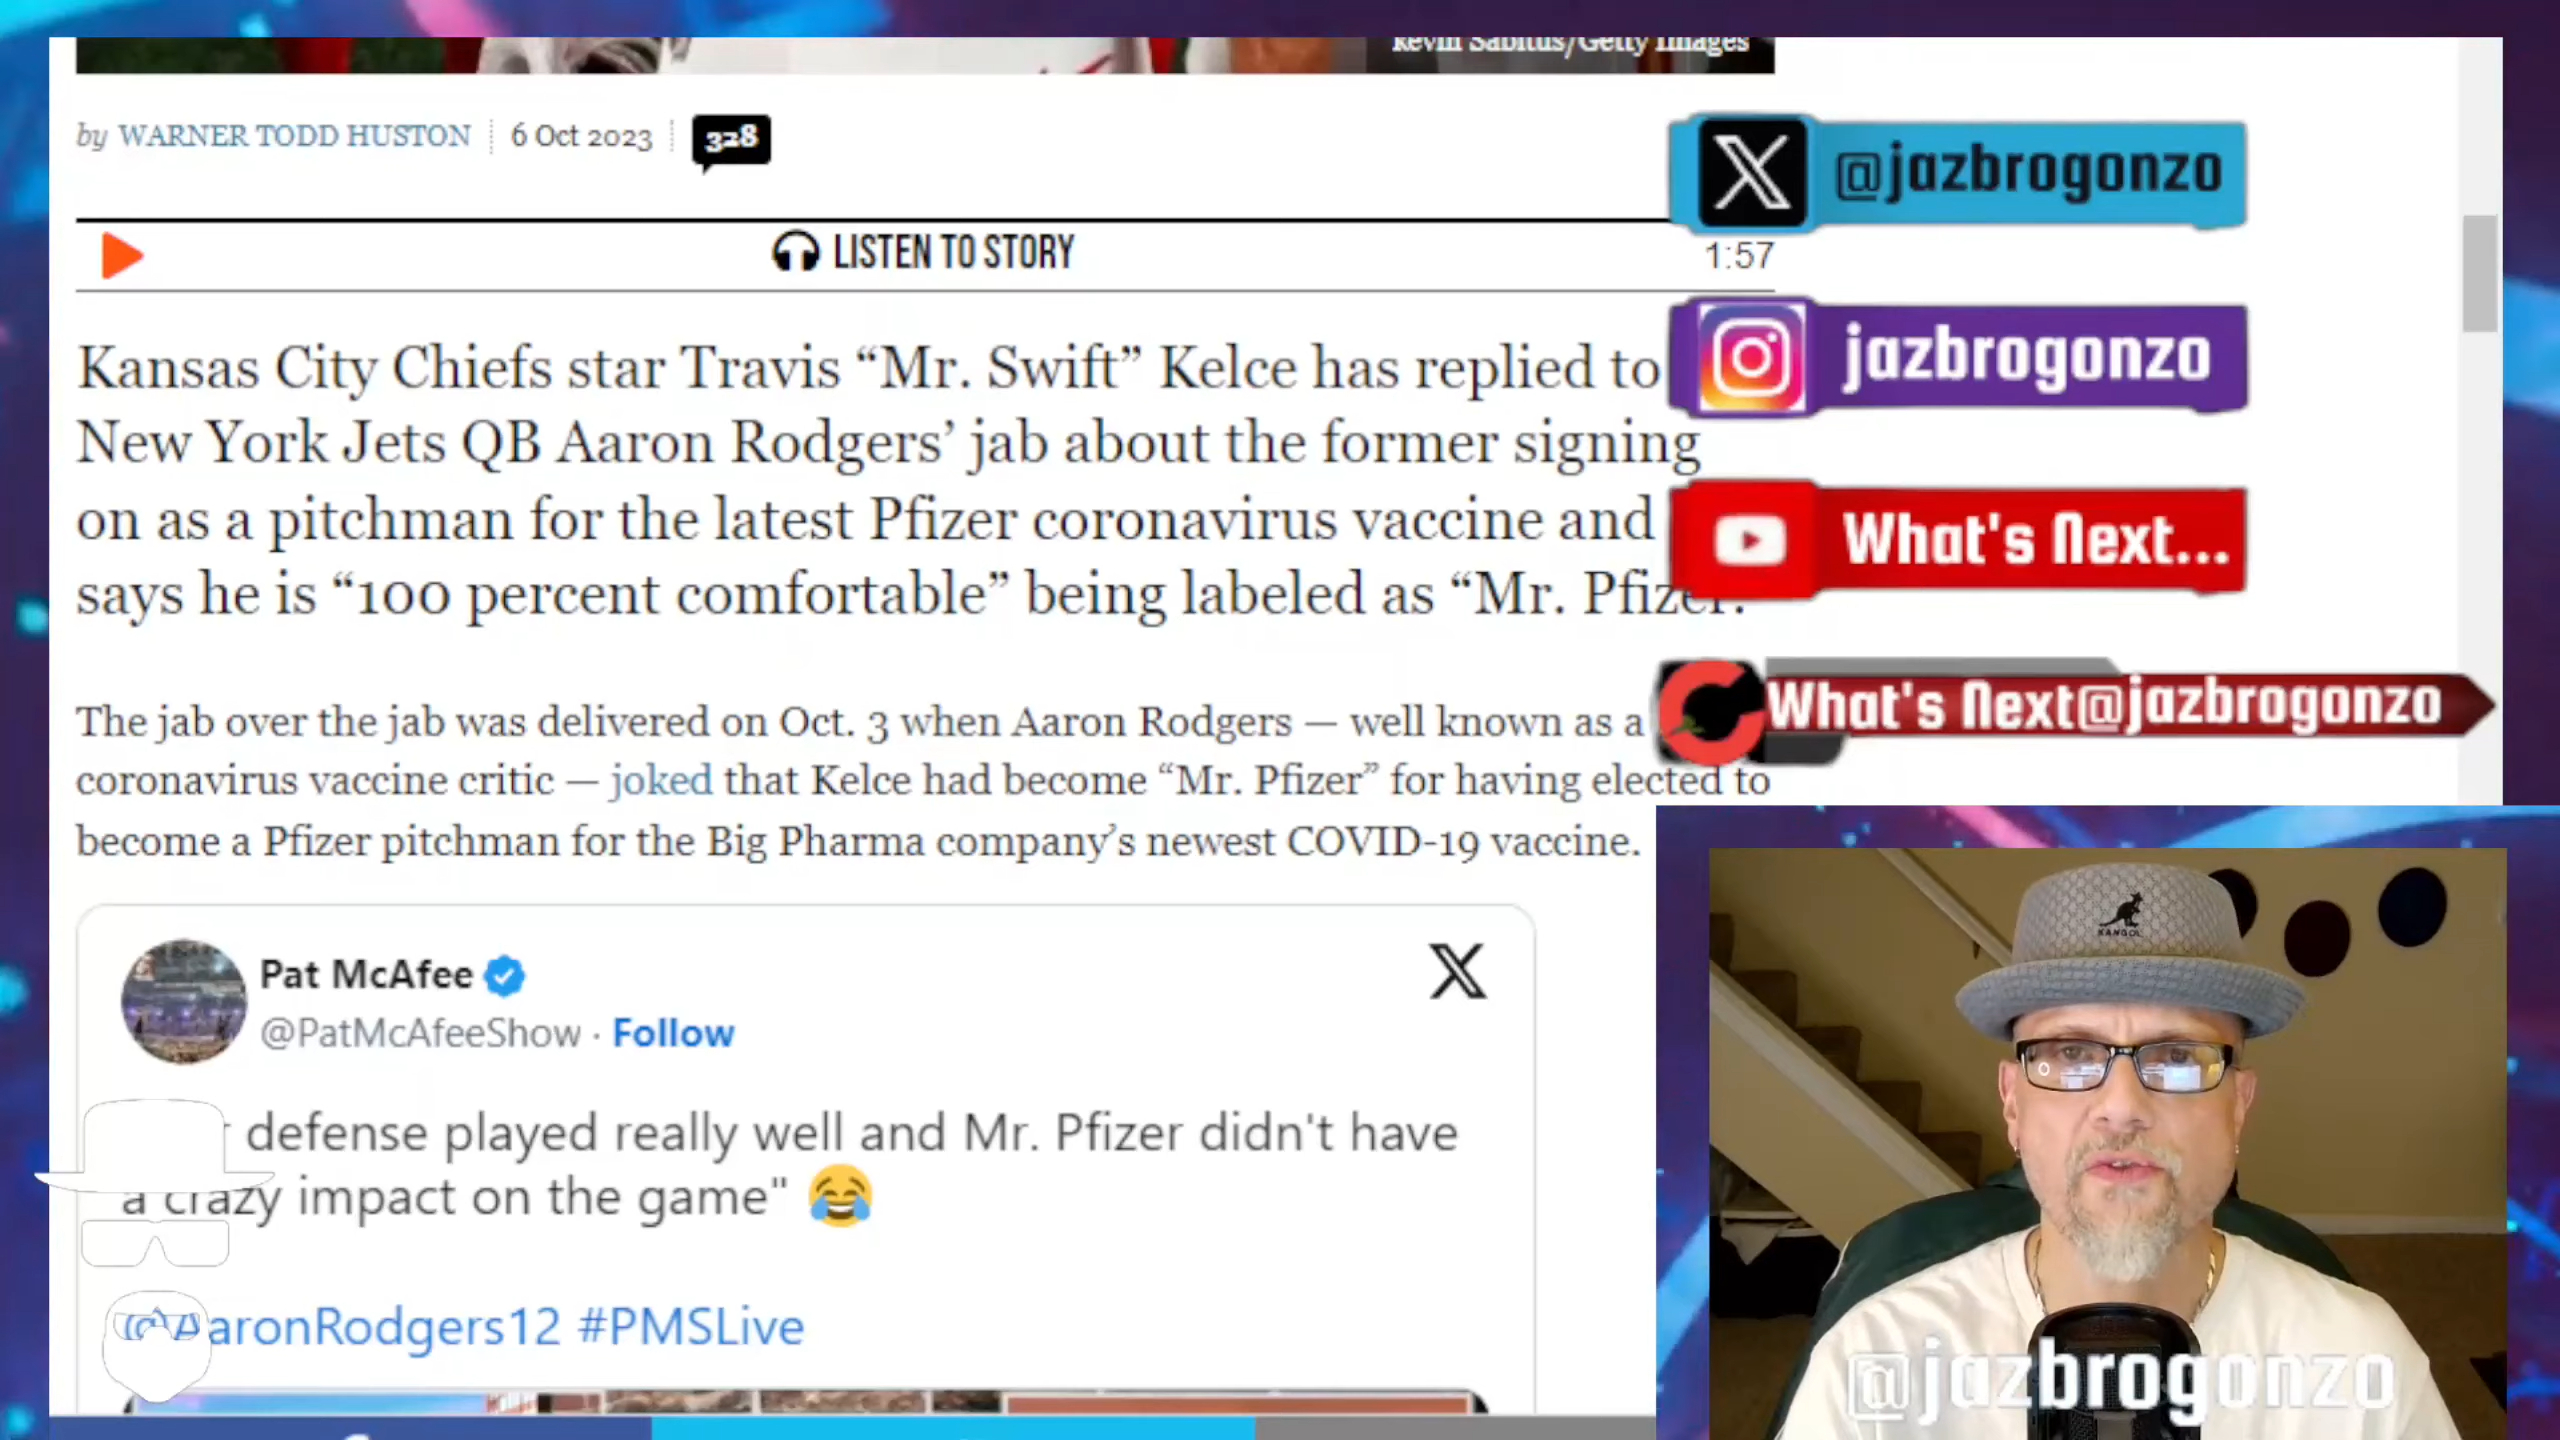 Kevin Sabitus/Getty Images
by WARNER TODD HUSTON 6 Oct 2023 328
LISTEN TO STORY 1:57
Kansas City Chiefs star Travis “Mr. Swift” Kelce has replied to
New York Jets QB Aaron Rodgers’ jab about the former signing
on as a pitchman for the latest Pfizer coronavirus vaccine and
says he is “100 percent comfortable” being labeled as “Mr. Pfizer.
The jab over the jab was delivered on Oct. 3 when Aaron Rodgers — well known as a
coronavirus vaccine critic — joked that Kelce had become “Mr. Pfizer” for having elected to
become a Pfizer pitchman for the Big Pharma company’s newest COVID-19 vaccine.
Pat McAfee
@PatMcAfeeShow · Follow
defense played really well and Mr. Pfizer didn't have
a crazy impact on the game" 😂
@AaronRodgers12 #PMSLive
@jazbrogonzo
jazbrogonzo
What's Next...
What's Next@jazbrogonzo
KANGOL
@jazbrogonzo